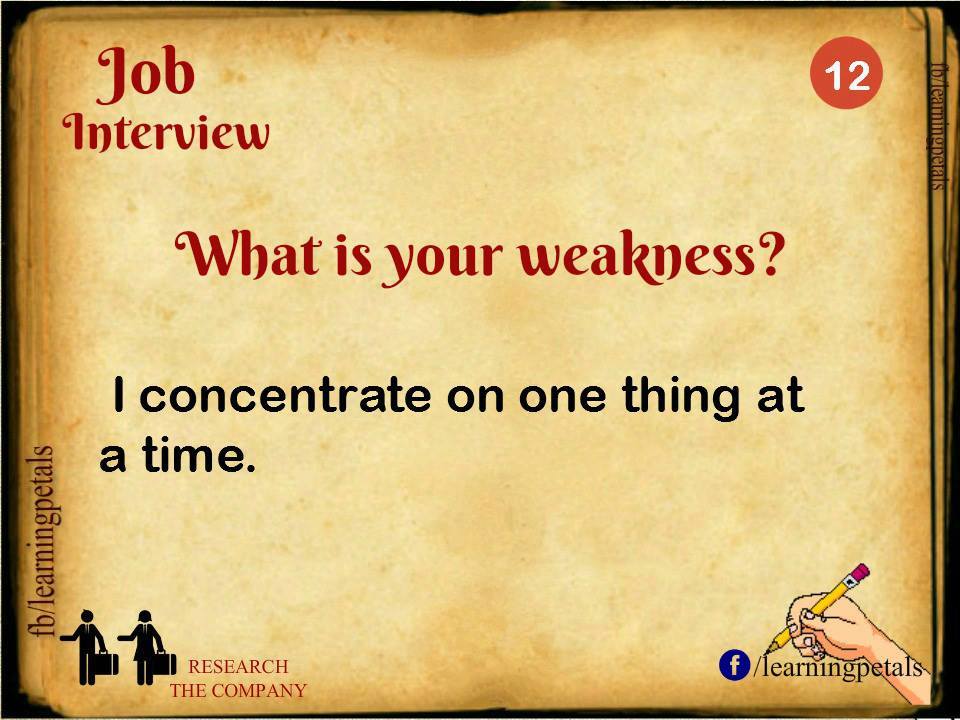 Job
Interview
12
fb/learningpetals
What is your weakness?
I concentrate on one thing at
a time.
fb/learningpetals
RESEARCH
THE COMPANY
f/learningpetals